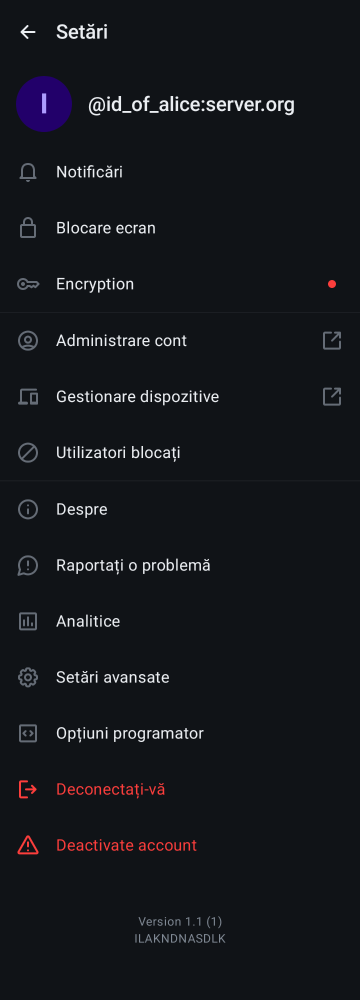 Setări
I
@id_of_alice:server.org
Notificări
Blocare ecran
Encryption
Administrare cont
Gestionare dispozitive
Utilizatori blocați
Despre
Raportați o problemă
Analitice
Setări avansate
Opțiuni programator
Deconectați-vă
Deactivate account
Version 1.1 (1)
ILAKNDNASDLK